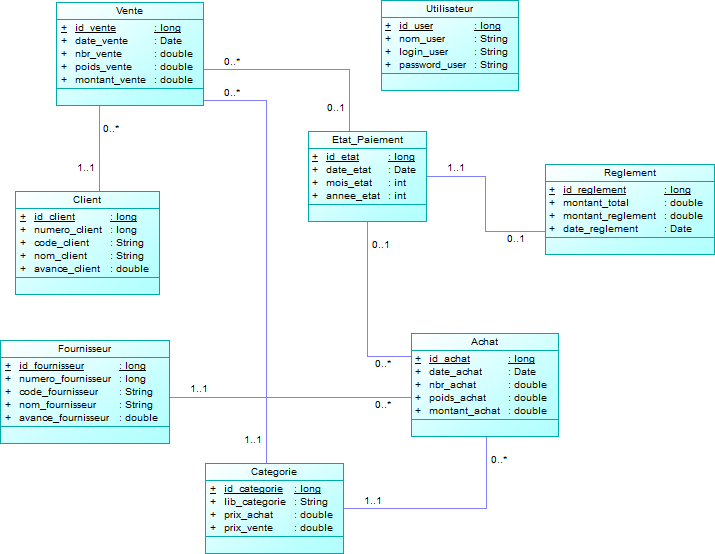 Vente
+ id_vente : long
+ date_vente : Date
+ nbr_vente : double
+ poids_vente : double
+ montant_vente : double
Utilisateur
+ id_user : long
+ nom_user : String
+ login_user : String
+ password_user : String
0..*
0..*
0..1
0..*
1..1
Etat_Paiement
+ id_etat : long
+ date_etat : Date
+ mois_etat : int
+ annee_etat : int
1..1
0..1
Reglement
+ id_reglement : long
+ montant_total : double
+ montant_reglement : double
+ date_reglement : Date
Client
+ id_client : long
+ numero_client : long
+ code_client : String
+ nom_client : String
+ avance_client : double
0..1
0..*
Fournisseur
+ id_fournisseur : long
+ numero_fournisseur : long
+ code_fournisseur : String
+ nom_fournisseur : String
+ avance_fournisseur : double
1..1
0..*
Achat
+ id_achat : long
+ date_achat : Date
+ nbr_achat : double
+ poids_achat : double
+ montant_achat : double
1..1
0..*
Categorie
+ id_categorie : long
+ lib_categorie : String
+ prix_achat : double
+ prix_vente : double
1..1